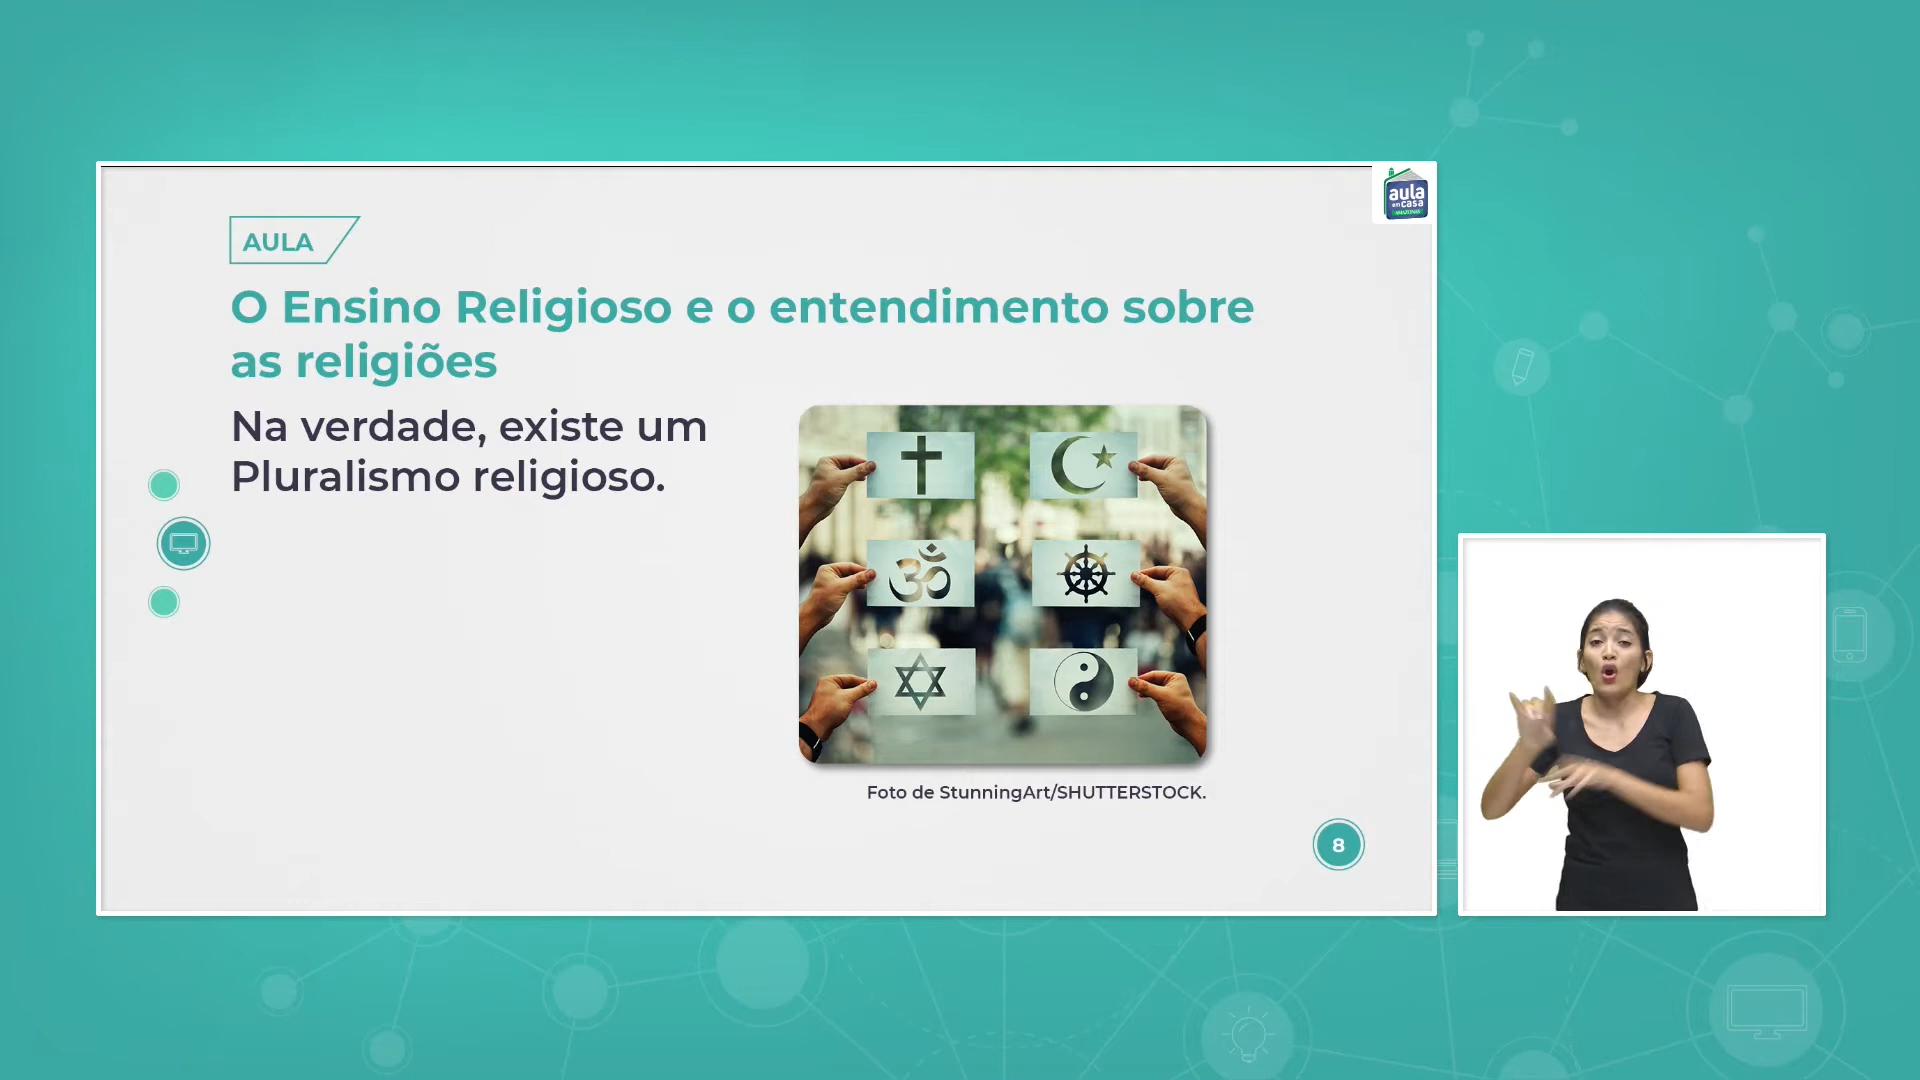 aula
em casa
AMAZONAS
AULA
O Ensino Religioso e o entendimento sobre
as religiões
Na verdade, existe um
Pluralismo religioso.
Foto de StunningArt/SHUTTERSTOCK.
8